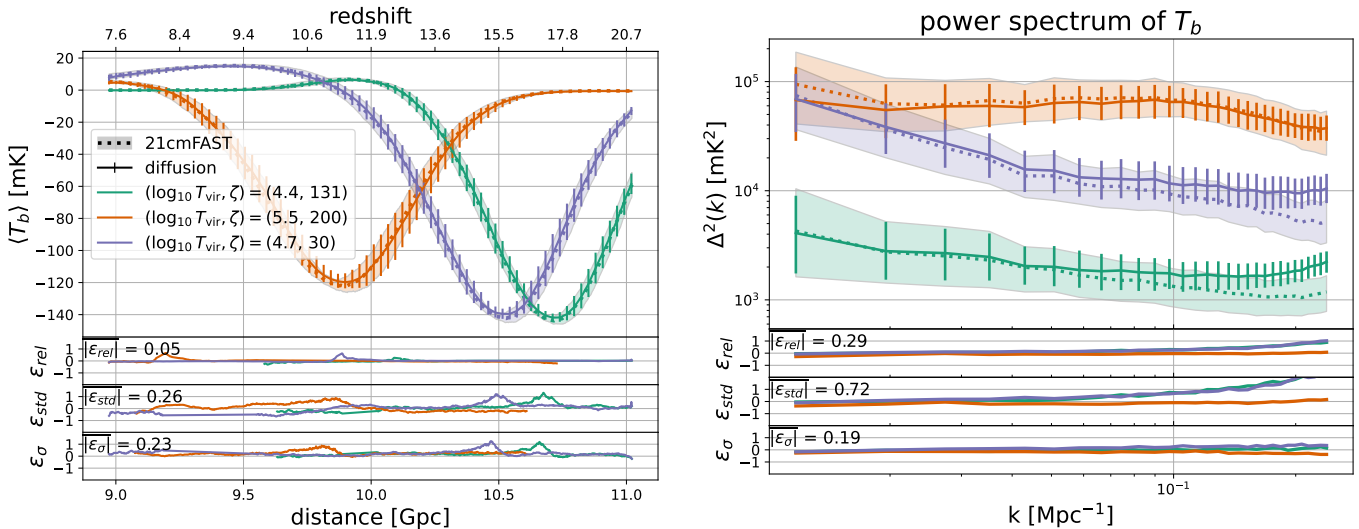 redshift
7.6 8.4 9.4 10.6 11.9 13.6 15.5 17.8 20.7
20
0
−20
−40
−60
−80
−100
−120
−140
⟨T_b⟩ [mK]
21cmFAST
diffusion
(log₁₀ T_vir, ζ) = (4.4, 131)
(log₁₀ T_vir, ζ) = (5.5, 200)
(log₁₀ T_vir, ζ) = (4.7, 30)
ε_rel
1
0
−1
|ε_rel| = 0.05
ε_std
1
0
−1
|ε_std| = 0.26
ε_σ
1
0
−1
|ε_σ| = 0.23
9.0 9.5 10.0 10.5 11.0
distance [Gpc]
power spectrum of T_b
10⁵
10⁴
10³
Δ²(k) [mK²]
ε_rel
1
0
−1
|ε_rel| = 0.29
ε_std
1
0
−1
|ε_std| = 0.72
ε_σ
1
0
−1
|ε_σ| = 0.19
10⁻¹
k [Mpc⁻¹]